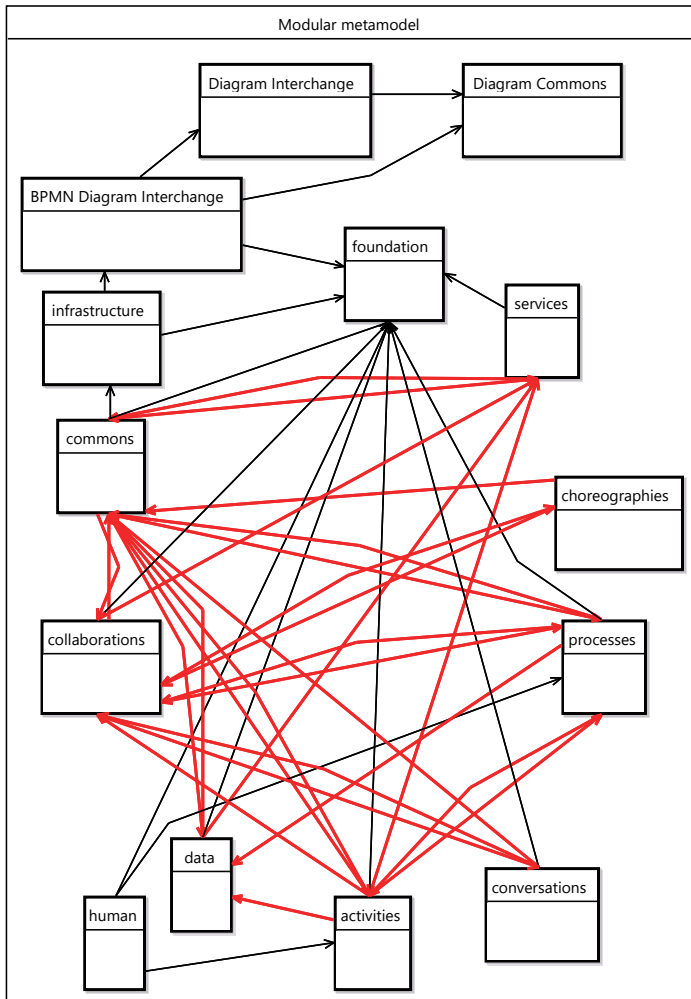 Modular metamodel
Diagram Interchange
Diagram Commons
BPMN Diagram Interchange
foundation
infrastructure
services
commons
choreographies
collaborations
processes
data
conversations
human
activities